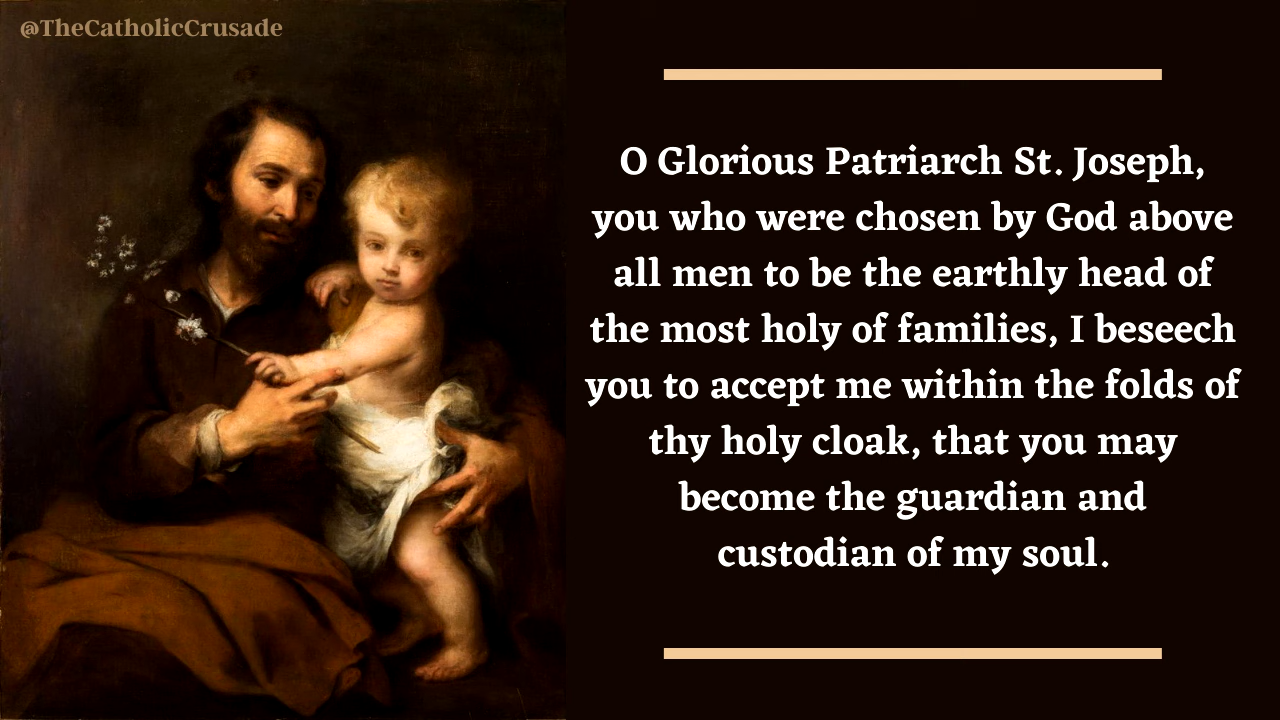 @TheCatholicCrusade
O Glorious Patriarch St. Joseph,
you who were chosen by God above
all men to be the earthly head of
the most holy of families, I beseech
you to accept me within the folds of
thy holy cloak, that you may
become the guardian and
custodian of my soul.